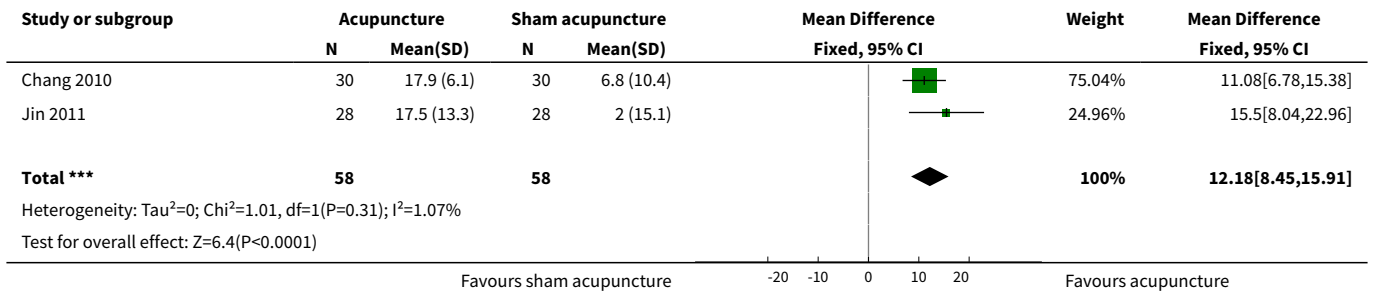 Study or subgroup Acupuncture Sham acupuncture Mean Difference Weight Mean Difference
N Mean(SD) N Mean(SD) Fixed, 95% CI Fixed, 95% CI
Chang 2010 30 17.9 (6.1) 30 6.8 (10.4) 75.04% 11.08[6.78,15.38]
Jin 2011 28 17.5 (13.3) 28 2 (15.1) 24.96% 15.5[8.04,22.96]
Total *** 58 58 100% 12.18[8.45,15.91]
Heterogeneity: Tau²=0; Chi²=1.01, df=1(P=0.31); I²=1.07%
Test for overall effect: Z=6.4(P<0.0001)
Favours sham acupuncture -20 -10 0 10 20 Favours acupuncture